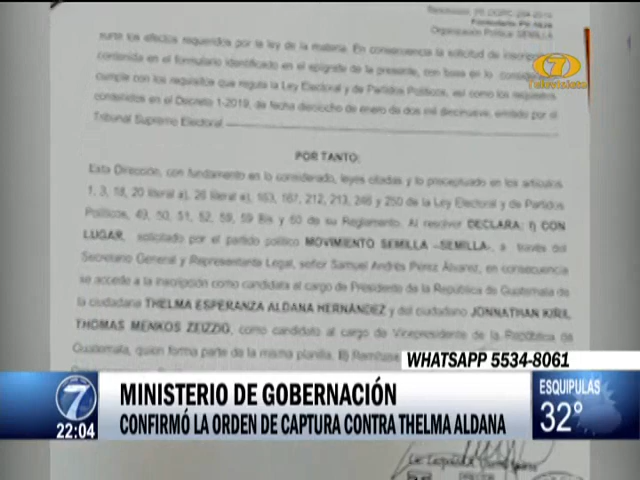 Organización Política SEMILLA
surte los efectos requeridos por la ley de la materia. En consecuencia la solicitud de inscripción
contenida en el formulario identificado en el epígrafe de la presente, con base en lo
cumple con los requisitos que regula la Ley Electoral y de Partidos Políticos, así como los requisitos
contenidos en el Decreto 1-2019, de fecha dieciocho de enero de dos mil diecinueve, emitido por el
Tribunal Supremo Electoral
7
Televisión
POR TANTO:
Esta Dirección, con fundamento en lo considerado, leyes citadas y lo preceptuado en los artículos
1, 3, 18, 20 literal a), 26 literal e), 163, 167, 212, 213, 246 y 250 de la Ley Electoral y de Partidos
Políticos, 49, 50, 51, 52, 59, 59 Bis y 60 de su Reglamento. Al resolver DECLARA: I) CON
LUGAR, solicitado por el partido político MOVIMIENTO SEMILLA –SEMILLA-, a través del
Secretario General y Representante Legal, señor Samuel Andrés Pérez Álvarez, en consecuencia
se accede a la inscripción como candidata al cargo de Presidente de la República de Guatemala de
la ciudadana THELMA ESPERANZA ALDANA HERNÁNDEZ y del ciudadano JONNATHAN KIRIL
THOMAS MENKOS ZEIZZIG, como candidato al cargo de Vicepresidente de la República de
Guatemala, quien forma parte de la misma planilla. II)
WHATSAPP 5534-8061
7
22:04
MINISTERIO DE GOBERNACIÓN
CONFIRMÓ LA ORDEN DE CAPTURA CONTRA THELMA ALDANA
ESQUIPULAS
32°